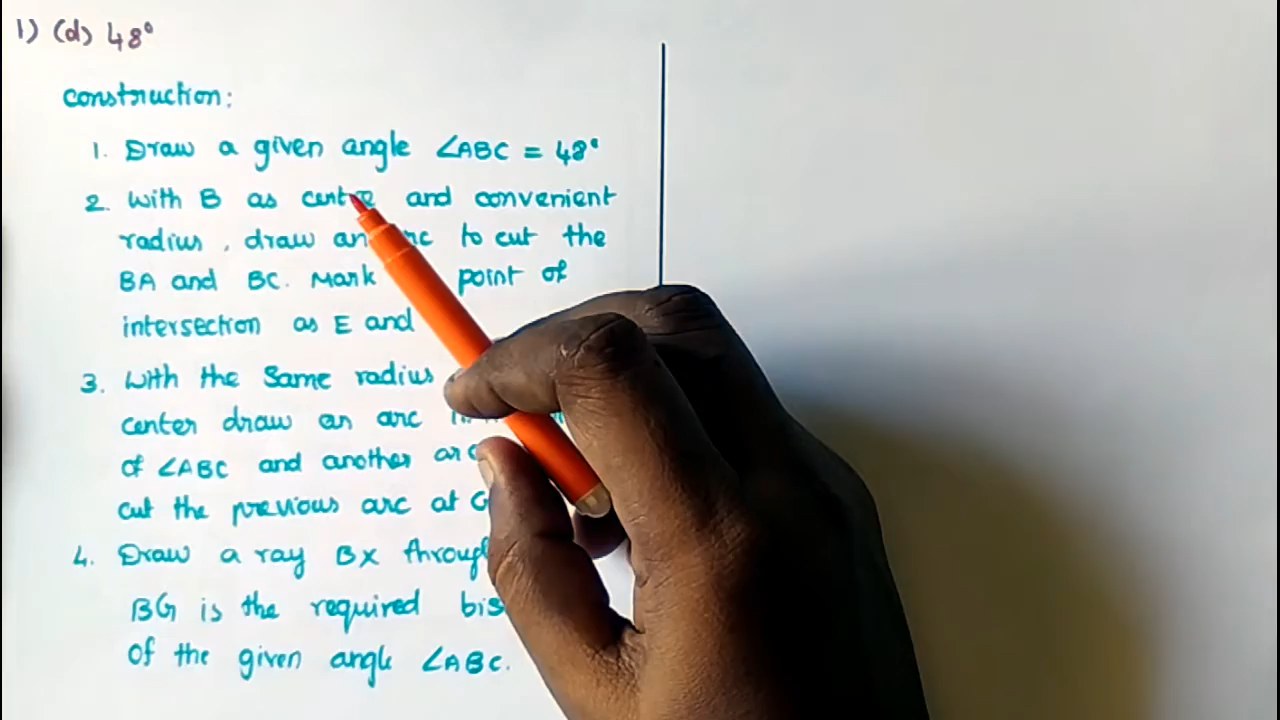 1) (d) 48°
Construction:
1. Draw a given angle ∠ABC = 48°
2. With B as centre and convenient
radius, draw an arc to cut the
BA and BC. Mark point of
intersection as E and
3. With the same radius
center draw an arc
of ∠ABC and another arc
cut the previous arc at G
4. Draw a ray BX through
BG is the required
of the given angle ∠ABC.